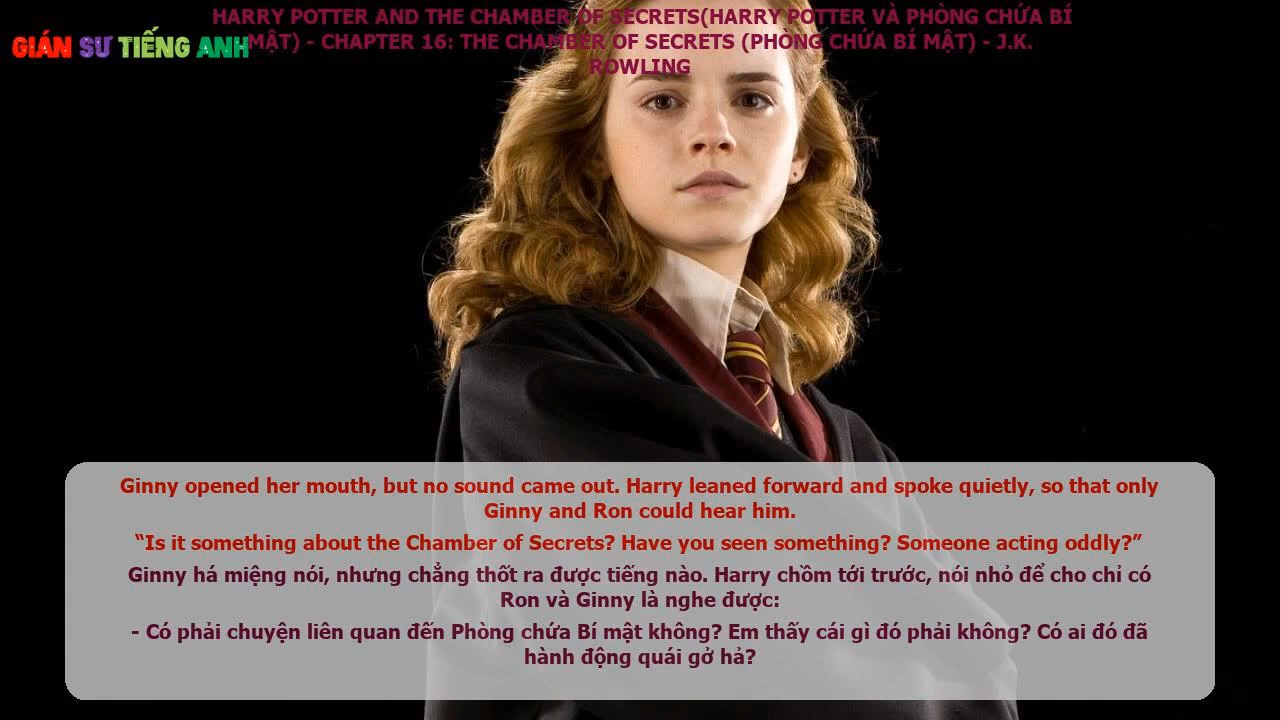 HARRY POTTER AND THE CHAMBER OF SECRETS(HARRY POTTER VÀ PHÒNG CHỨA BÍ
MẬT) - CHAPTER 16: THE CHAMBER OF SECRETS (PHÒNG CHỨA BÍ MẬT) - J.K.
ROWLING
GIÁN SƯ TIẾNG ANH
Ginny opened her mouth, but no sound came out. Harry leaned forward and spoke quietly, so that only
Ginny and Ron could hear him.
“Is it something about the Chamber of Secrets? Have you seen something? Someone acting oddly?”
Ginny há miệng nói, nhưng chẳng thốt ra được tiếng nào. Harry chồm tới trước, nói nhỏ để cho chỉ có
Ron và Ginny là nghe được:
- Có phải chuyện liên quan đến Phòng chứa Bí mật không? Em thấy cái gì đó phải không? Có ai đó đã
hành động quái gở hả?